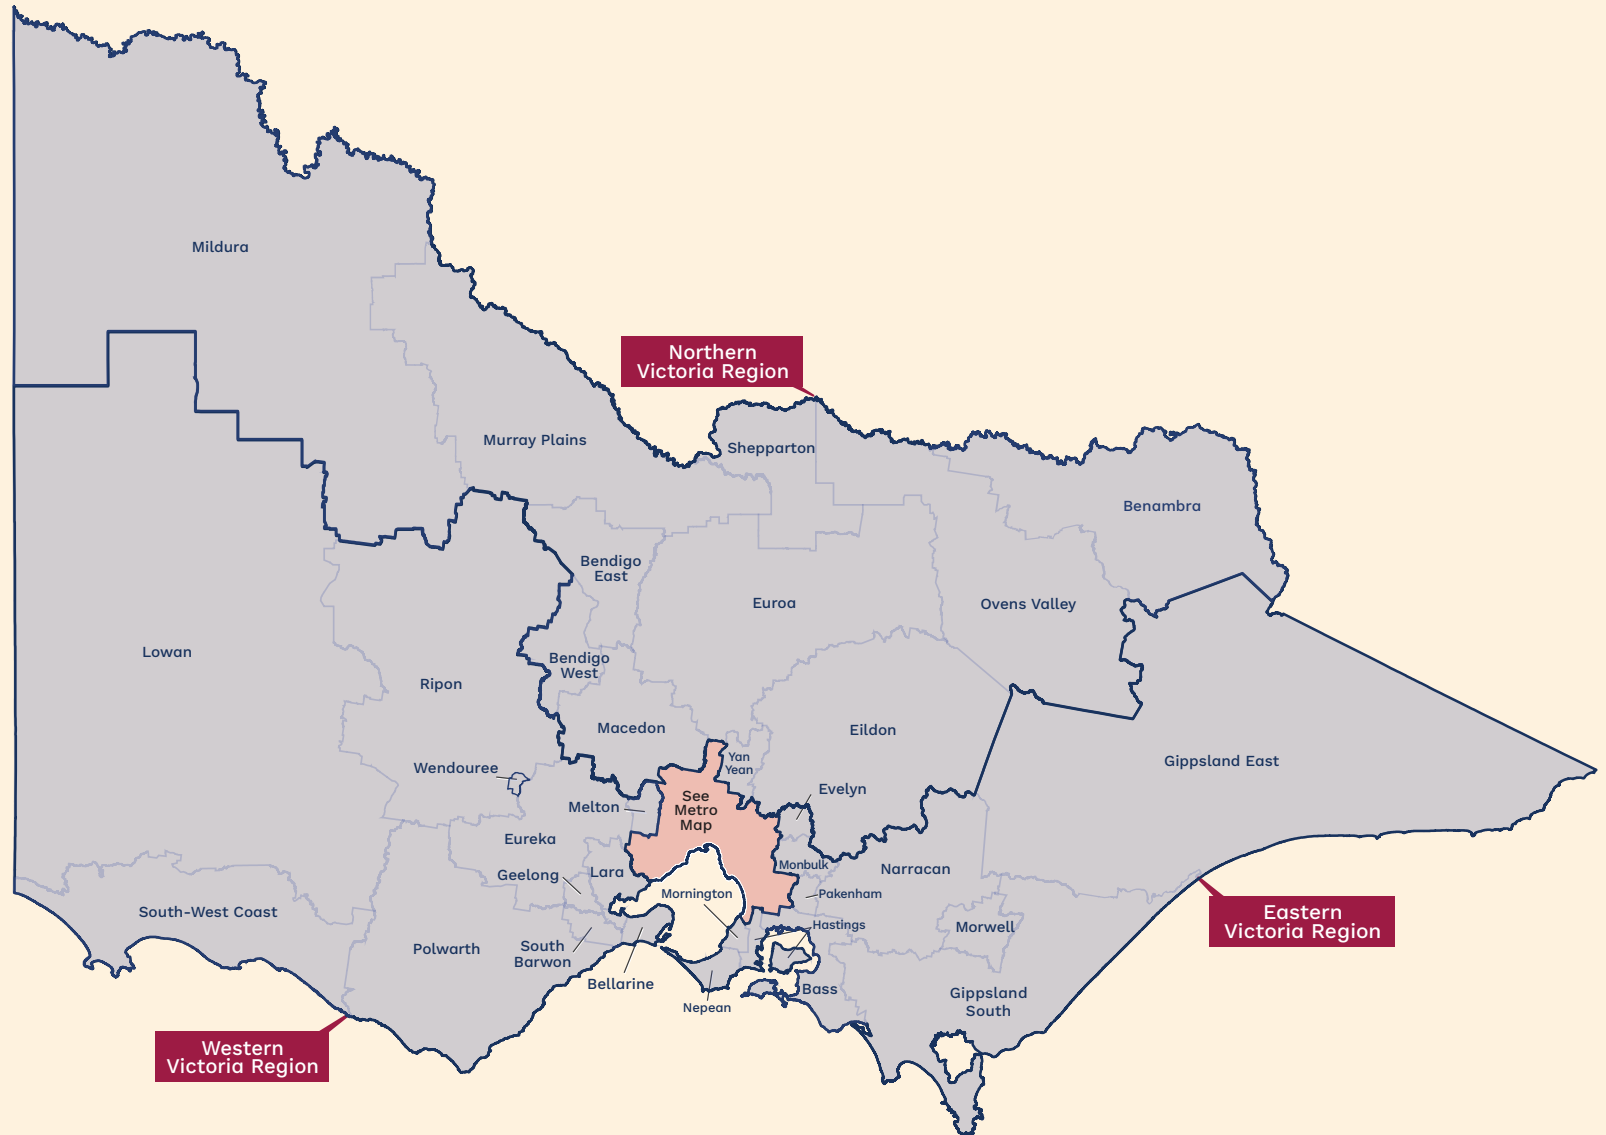 Mildura
Northern
Victoria Region
Murray Plains
Shepparton
Benambra
Bendigo
East
Euroa
Ovens Valley
Lowan
Bendigo
West
Ripon
Macedon
Eildon
Yan
Yean
Gippsland East
Wendouree
Evelyn
See
Metro
Map
Melton
Eureka
Monbulk
Narracan
Lara
Geelong
Mornington
Pakenham
South-West Coast
Hastings
Morwell
Eastern
Victoria Region
Polwarth
South
Barwon
Bellarine
Bass
Nepean
Gippsland
South
Western
Victoria Region